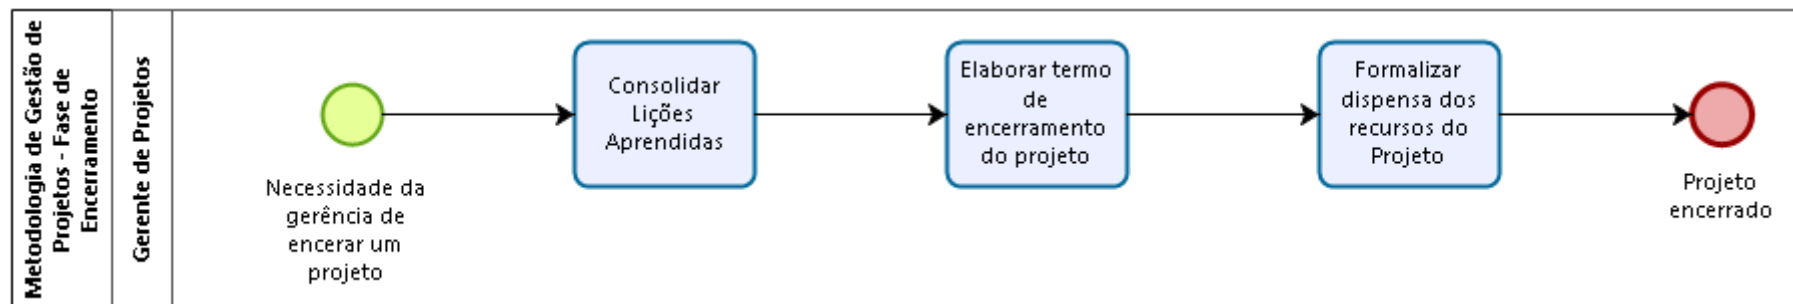 Metodologia de Gestão de
Projetos - Fase de
Encerramento
Gerente de Projetos
Necessidade da
gerência de
encerar um
projeto
Consolidar
Lições
Aprendidas
Elaborar termo
de
encerramento
do projeto
Formalizar
dispensa dos
recursos do
Projeto
Projeto
encerrado